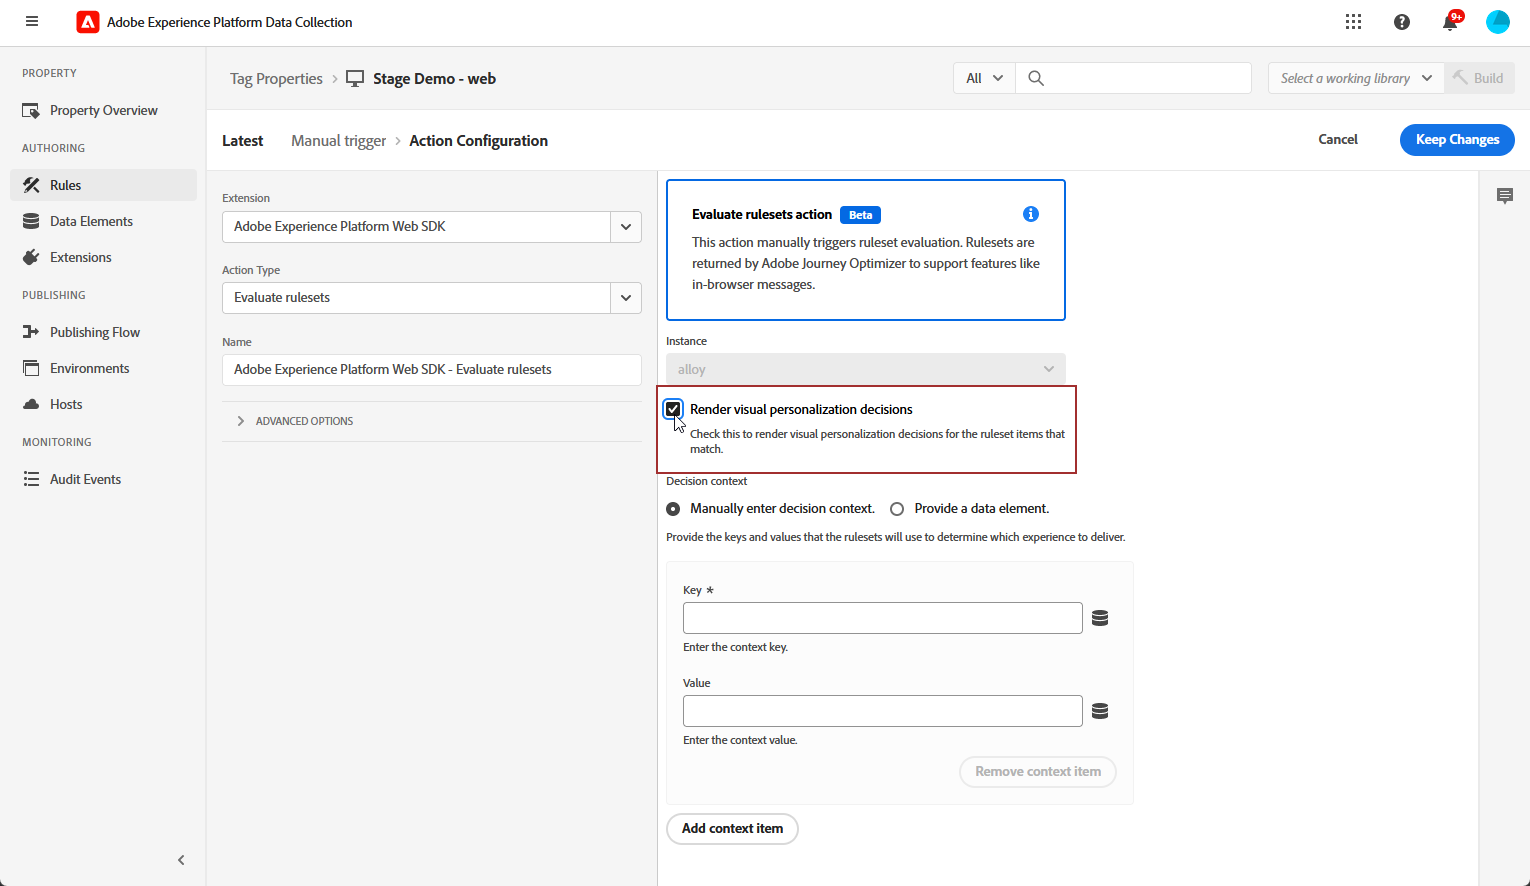 Adobe Experience Platform Data Collection
9+
PROPERTY
Property Overview
AUTHORING
Rules
Data Elements
Extensions
PUBLISHING
Publishing Flow
Environments
Hosts
MONITORING
Audit Events
Tag Properties
Stage Demo - web
All
Select a working library
Build
Latest
Manual trigger
Action Configuration
Cancel
Keep Changes
Extension
Adobe Experience Platform Web SDK
Action Type
Evaluate rulesets
Name
Adobe Experience Platform Web SDK - Evaluate rulesets
ADVANCED OPTIONS
Evaluate rulesets action Beta
This action manually triggers ruleset evaluation. Rulesets are
returned by Adobe Journey Optimizer to support features like
in-browser messages.
Instance
alloy
Render visual personalization decisions
Check this to render visual personalization decisions for the ruleset items that
match.
Decision context
Manually enter decision context. Provide a data element.
Provide the keys and values that the rulesets will use to determine which experience to deliver.
Key *
Enter the context key.
Value
Enter the context value.
Remove context item
Add context item